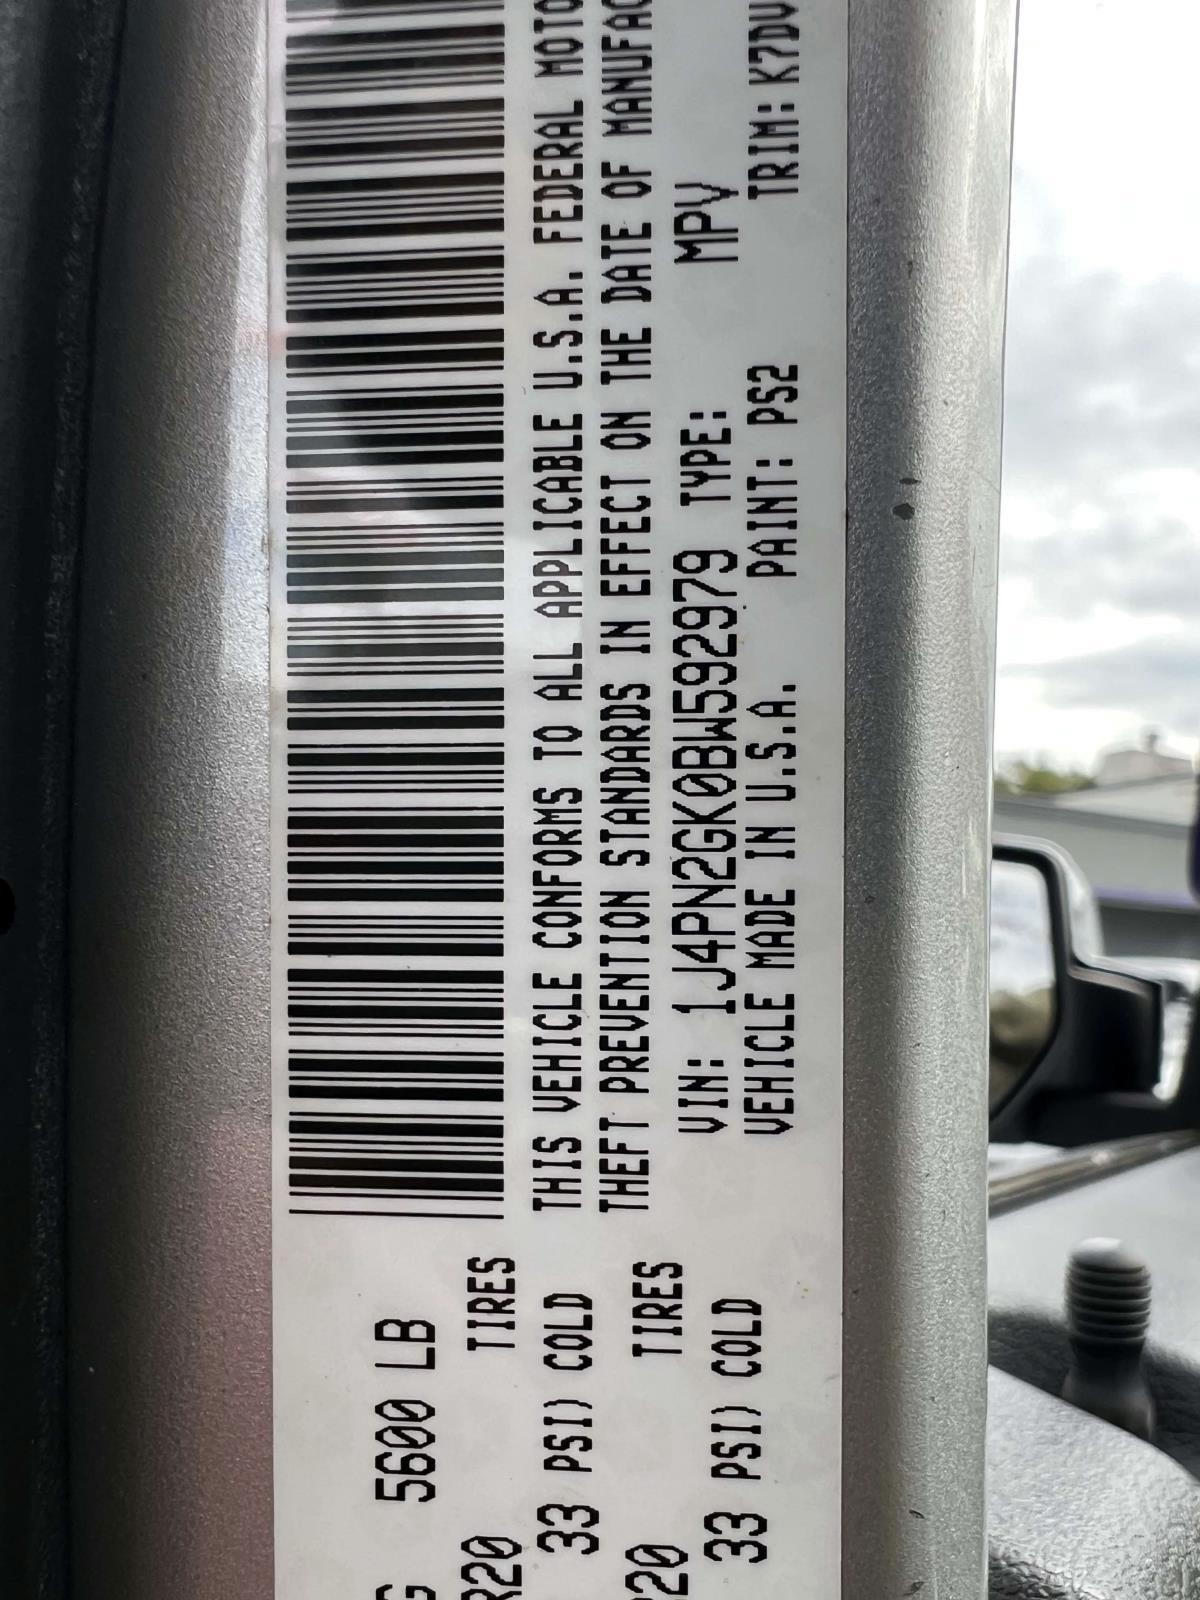 THIS VEHICLE CONFORMS TO ALL APPLICABLE U.S.A. FEDERAL MOTO
THEFT PREVENTION STANDARDS IN EFFECT ON THE DATE OF MANUFAC
VIN: 1J4PN2GK0BW592979 TYPE: MPV
VEHICLE MADE IN U.S.A. PAINT: PS2 TRIM: K7DV
G 5600 LB
R20 TIRES
33 PSI) COLD
R20 TIRES
33 PSI) COLD